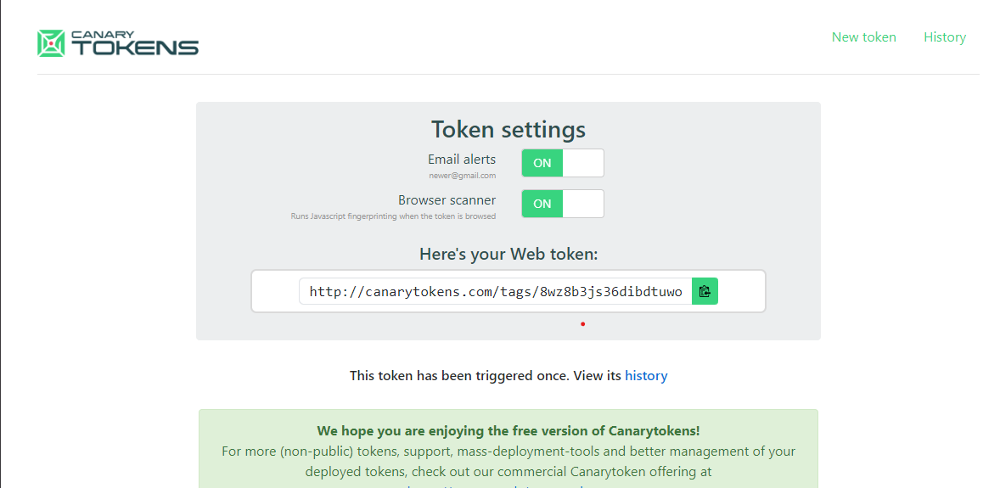 CANARY
TOKENS
New token
History
Token settings
Email alerts
newer@gmail.com
ON
Browser scanner
Runs Javascript fingerprinting when the token is browsed
ON
Here's your Web token:
http://canarytokens.com/tags/8wz8b3js36dibdtuwo
This token has been triggered once. View its history
We hope you are enjoying the free version of Canarytokens!
For more (non-public) tokens, support, mass-deployment-tools and better management of your
deployed tokens, check out our commercial Canarytoken offering at